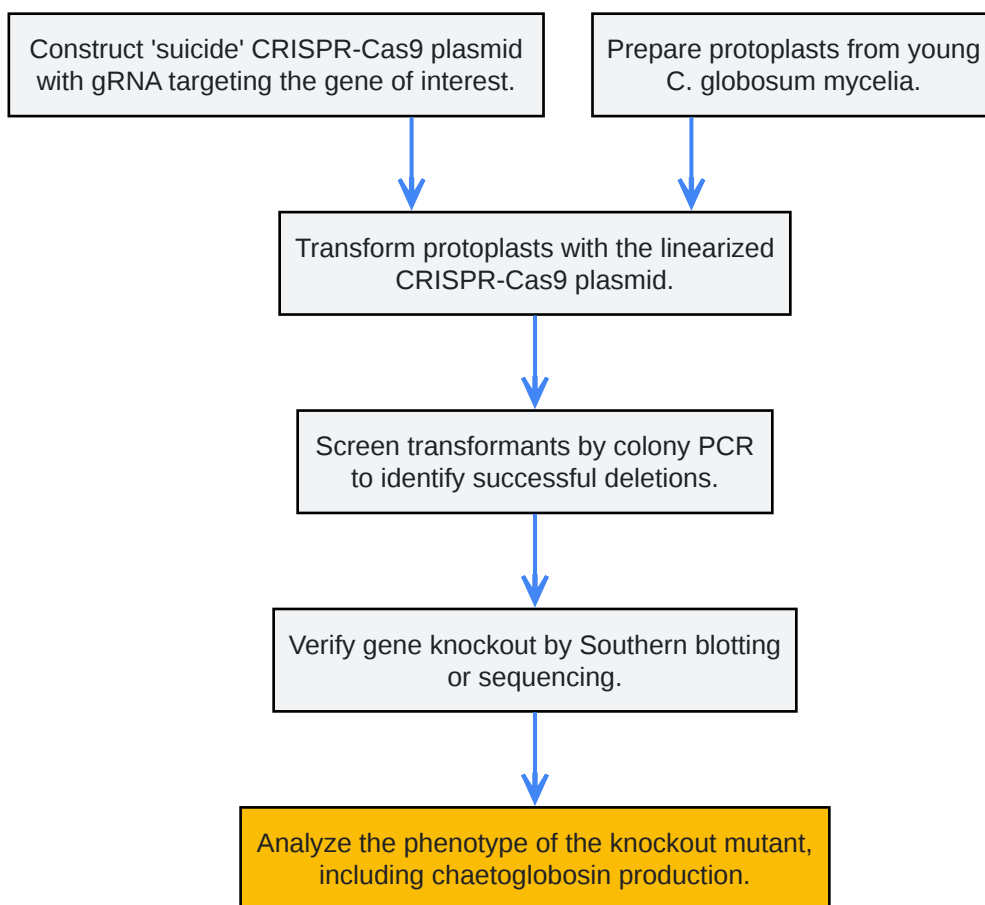 Construct 'suicide' CRISPR-Cas9 plasmid
with gRNA targeting the gene of interest.
Prepare protoplasts from young
C. globosum mycelia.
Transform protoplasts with the linearized
CRISPR-Cas9 plasmid.
Screen transformants by colony PCR
to identify successful deletions.
Verify gene knockout by Southern blotting
or sequencing.
Analyze the phenotype of the knockout mutant,
including chaetoglobosin production.